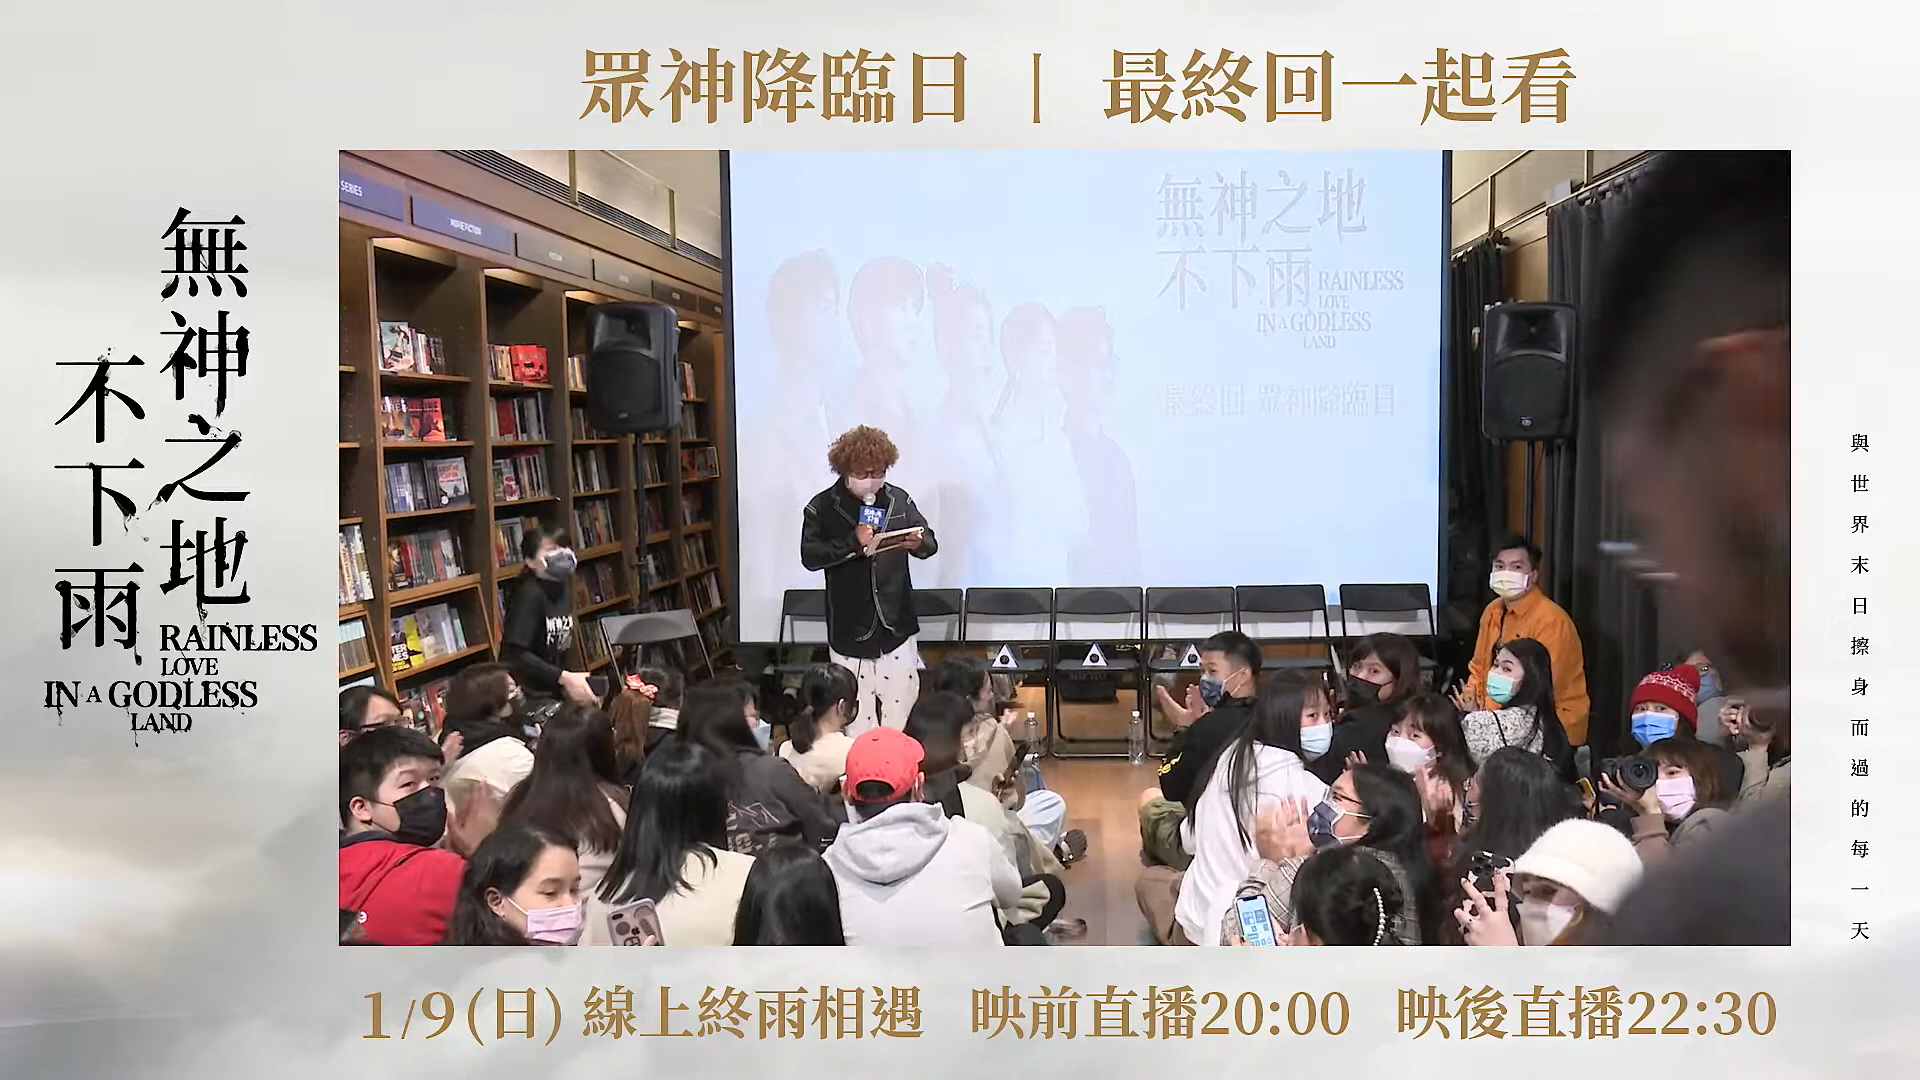 眾神降臨日 | 最終回一起看
無神之地
不下雨
RAINLESS
LOVE
IN A GODLESS
LAND
SERIES
MOVIE FICTION
無神之地
不下雨
RAINLESS
LOVE
IN A GODLESS
LAND
最終回 眾神降臨日
與世界末日擦身而過的每一天
1/9(日) 線上終雨相遇 映前直播20:00 映後直播22:30